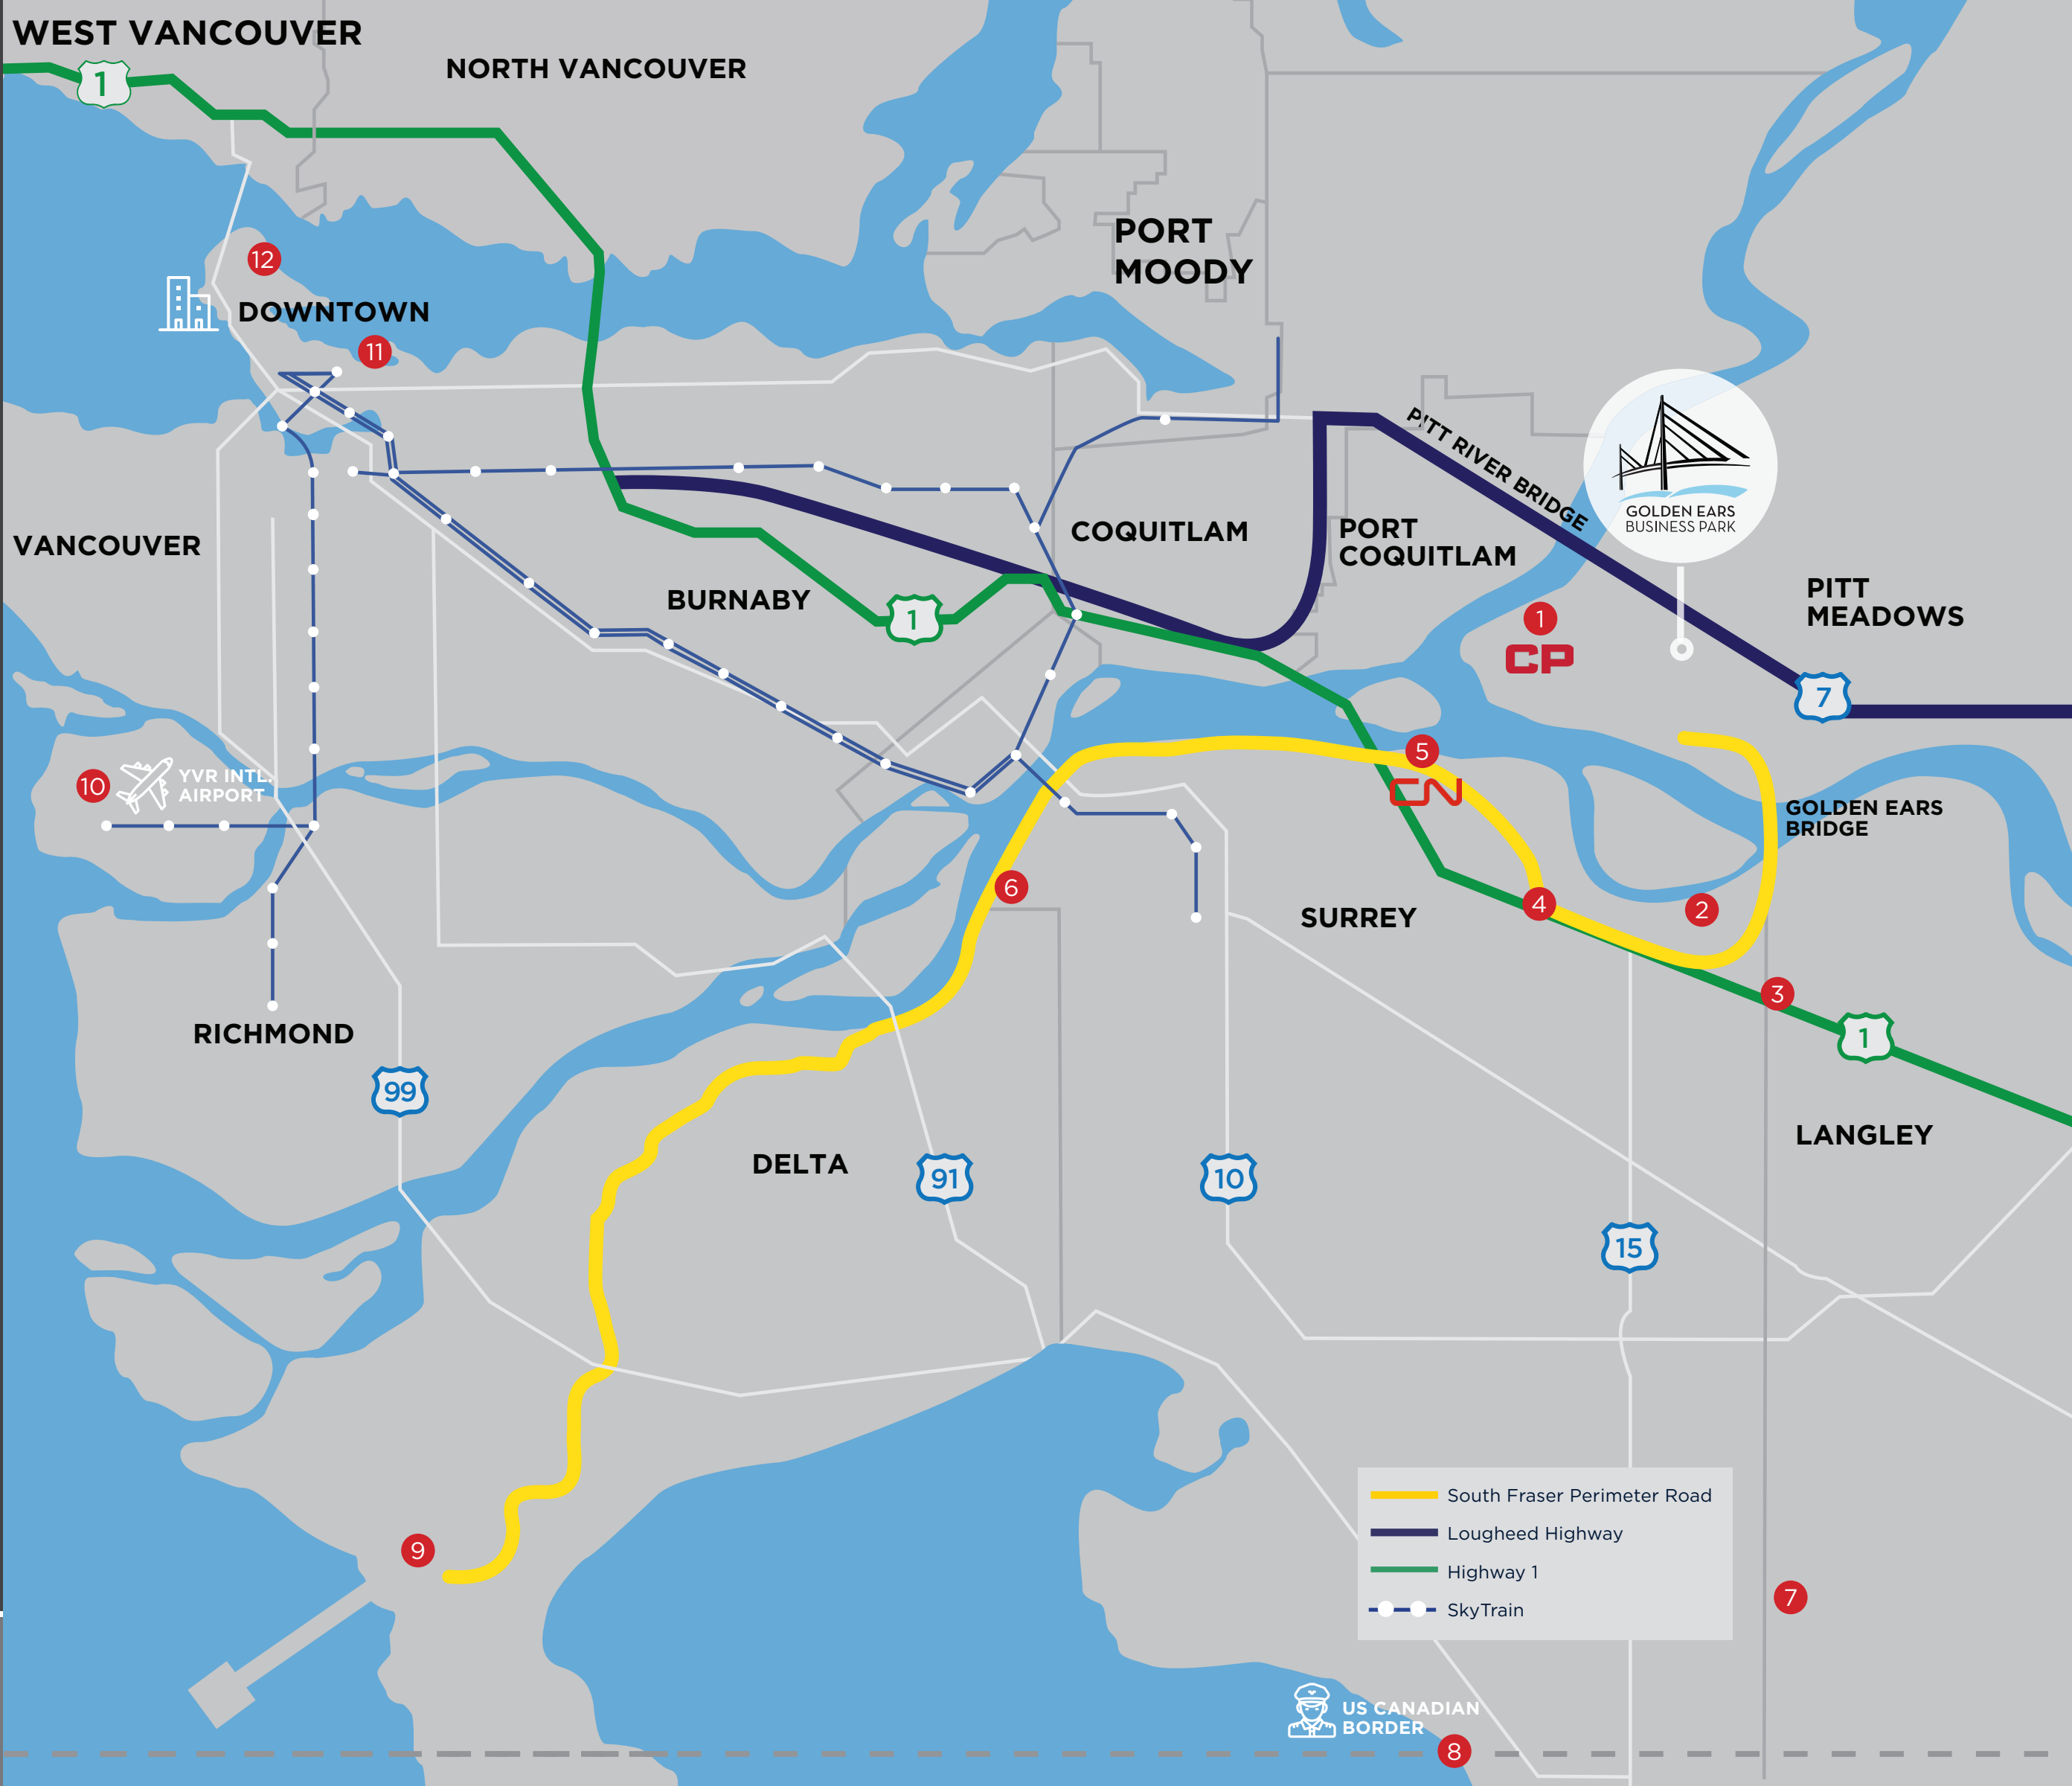 WEST VANCOUVER
1
NORTH VANCOUVER
PORT
MOODY
12
DOWNTOWN
11
PITT RIVER BRIDGE
GOLDEN EARS
BUSINESS PARK
VANCOUVER
COQUITLAM
PORT
COQUITLAM
BURNABY
1
1
CP
PITT
MEADOWS
7
10
YVR INTL.
AIRPORT
5
CN
GOLDEN EARS
BRIDGE
6
SURREY
4
2
3
1
RICHMOND
99
LANGLEY
DELTA
91
10
15
South Fraser Perimeter Road
Lougheed Highway
Highway 1
SkyTrain
9
7
US CANADIAN
BORDER
8